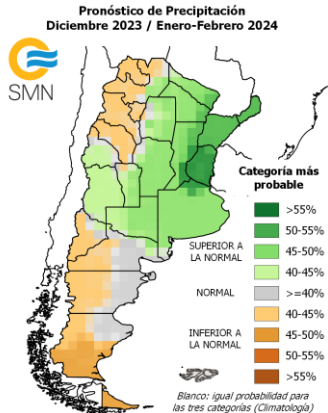 Pronóstico de Precipitación
Diciembre 2023 / Enero-Febrero 2024
SMN
Categoría más
probable
>55%
50-55%
SUPERIOR A
LA NORMAL
45-50%
40-45%
NORMAL
>=40%
40-45%
INFERIOR A
LA NORMAL
45-50%
50-55%
>55%
Blanco: igual probabilidad para
las tres categorías (Climatología)